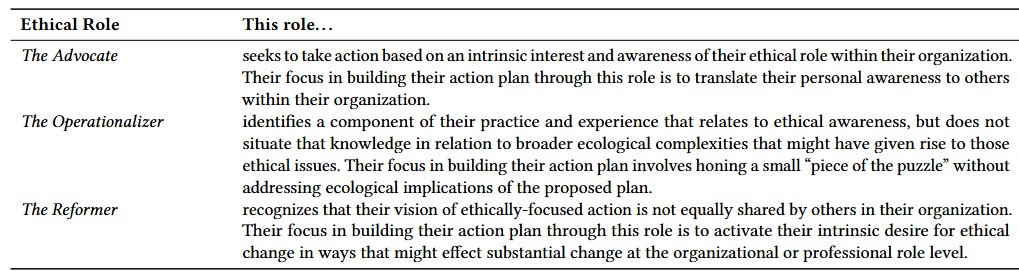 Ethical Role This role…
The Advocate seeks to take action based on an intrinsic interest and awareness of their ethical role within their organization.
Their focus in building their action plan through this role is to translate their personal awareness to others
within their organization.
The Operationalizer identifies a component of their practice and experience that relates to ethical awareness, but does not
situate that knowledge in relation to broader ecological complexities that might have given rise to those
ethical issues. Their focus in building their action plan involves honing a small “piece of the puzzle” without
addressing ecological implications of the proposed plan.
The Reformer recognizes that their vision of ethically-focused action is not equally shared by others in their organization.
Their focus in building their action plan through this role is to activate their intrinsic desire for ethical
change in ways that might effect substantial change at the organizational or professional role level.